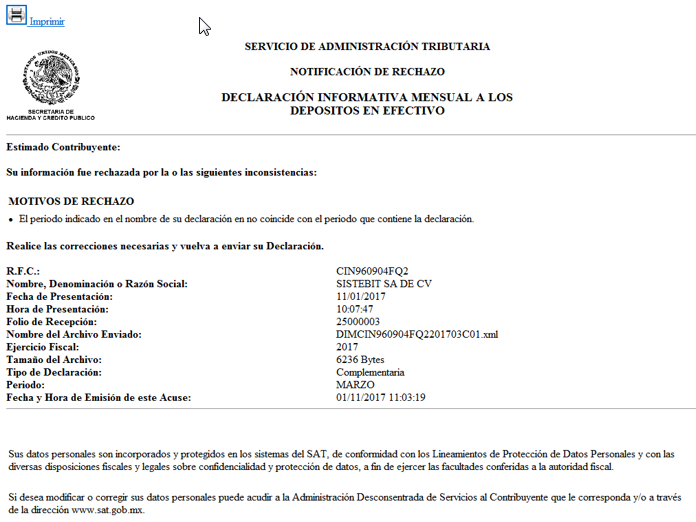 Imprimir
SERVICIO DE ADMINISTRACIÓN TRIBUTARIA
NOTIFICACIÓN DE RECHAZO
DECLARACIÓN INFORMATIVA MENSUAL A LOS
DEPOSITOS EN EFECTIVO
ESTADOS UNIDOS MEXICANOS
SECRETARIA DE
HACIENDA Y CREDITO PUBLICO
Estimado Contribuyente:
Su información fue rechazada por la o las siguientes inconsistencias:
MOTIVOS DE RECHAZO
• El periodo indicado en el nombre de su declaración en no coincide con el periodo que contiene la declaración.
Realice las correcciones necesarias y vuelva a enviar su Declaración.
R.F.C.: CIN960904FQ2
Nombre, Denominación o Razón Social: SISTEBIT SA DE CV
Fecha de Presentación: 11/01/2017
Hora de Presentación: 10:07:47
Folio de Recepción: 25000003
Nombre del Archivo Enviado: DIMCIN960904FQ2201703C01.xml
Ejercicio Fiscal: 2017
Tamaño del Archivo: 6236 Bytes
Tipo de Declaración: Complementaria
Periodo: MARZO
Fecha y Hora de Emisión de este Acuse: 01/11/2017 11:03:19
Sus datos personales son incorporados y protegidos en los sistemas del SAT, de conformidad con los Lineamientos de Protección de Datos Personales y con las
diversas disposiciones fiscales y legales sobre confidencialidad y protección de datos, a fin de ejercer las facultades conferidas a la autoridad fiscal.
Si desea modificar o corregir sus datos personales puede acudir a la Administración Desconsentrada de Servicios al Contribuyente que le corresponda y/o a través
de la dirección www.sat.gob.mx.